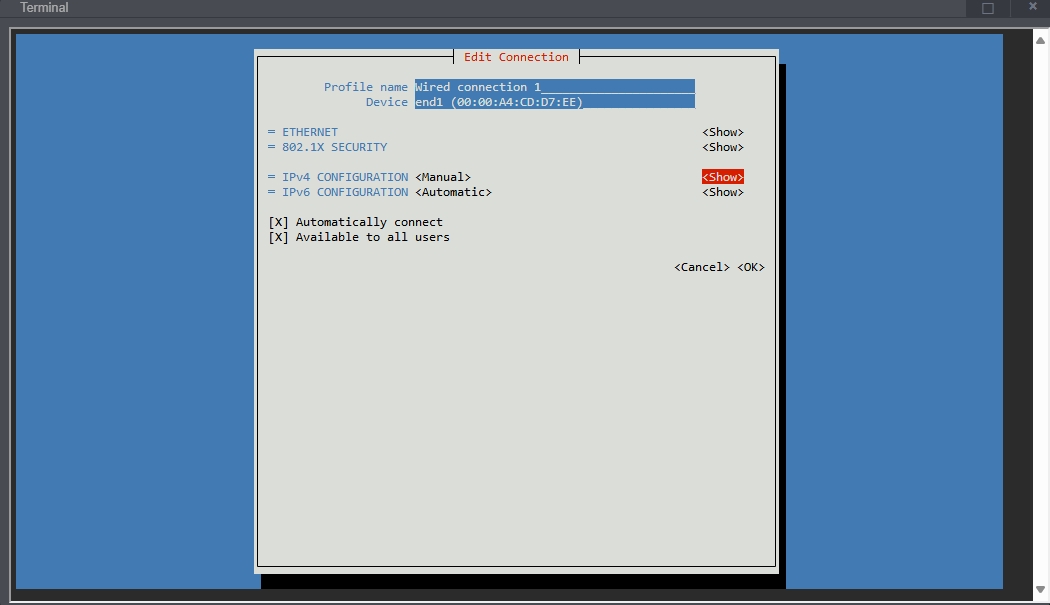 Terminal
Edit Connection
Profile name Wired connection 1
Device end1 (00:00:A4:CD:D7:EE)
= ETHERNET <Show>
= 802.1X SECURITY <Show>
= IPv4 CONFIGURATION <Manual> <Show>
= IPv6 CONFIGURATION <Automatic> <Show>
[X] Automatically connect
[X] Available to all users
<Cancel> <OK>